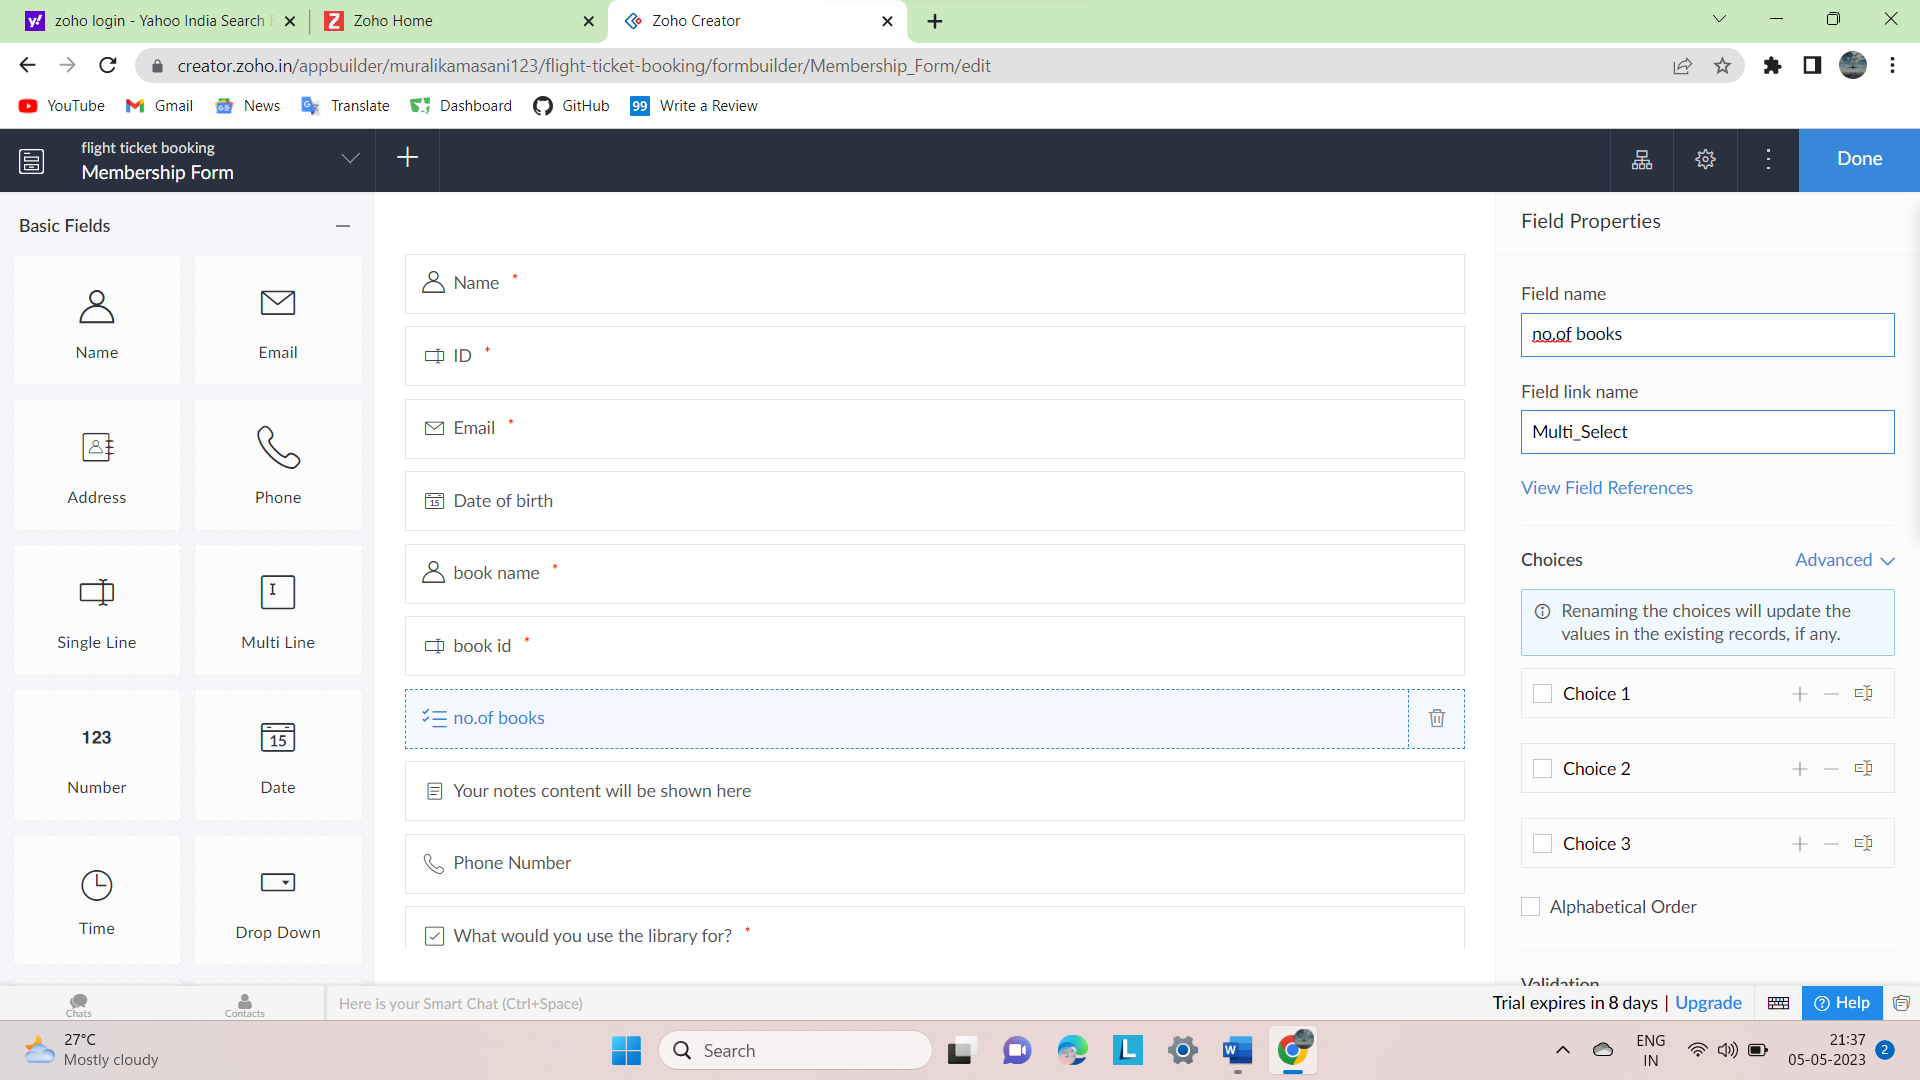 zoho login - Yahoo India Search
Zoho Home
Zoho Creator
creator.zoho.in/appbuilder/muralikamasani123/flight-ticket-booking/formbuilder/Membership_Form/edit
YouTube
Gmail
News
Translate
Dashboard
GitHub
99
Write a Review
flight ticket booking
Membership Form
Done
Basic Fields
Name
Email
Address
Phone
Single Line
Multi Line
123
Number
15
Date
Time
Drop Down
Name *
ID *
Email *
15 Date of birth
book name *
book id *
no.of books
Your notes content will be shown here
Phone Number
What would you use the library for? *
Field Properties
Field name
no.of books
Field link name
Multi_Select
View Field References
Choices
Advanced
Renaming the choices will update the
values in the existing records, if any.
Choice 1
Choice 2
Choice 3
Alphabetical Order
Validation
Chats
Contacts
Here is your Smart Chat (Ctrl+Space)
Trial expires in 8 days | Upgrade
Help
27°C
Mostly cloudy
Search
ENG
IN
21:37
05-05-2023
2